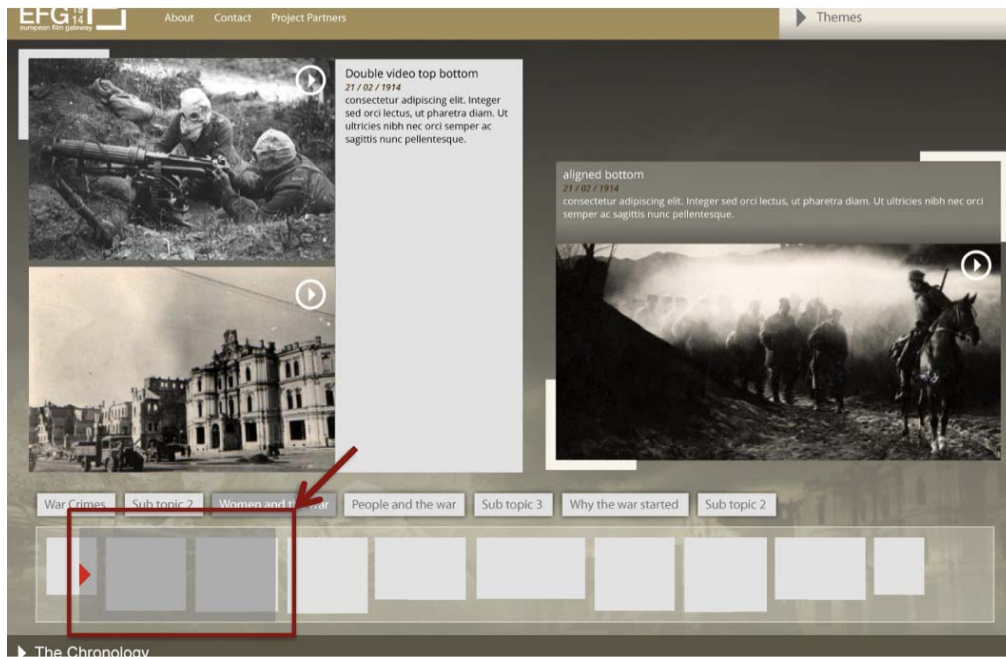 EFG 19 14
european film gateway
About Contact Project Partners
Themes
Double video top bottom
21 / 02 / 1914
consectetur adipiscing elit. Integer
sed orci lectus, ut pharetra diam. Ut
ultricies nibh nec orci semper ac
sagittis nunc pellentesque.
aligned bottom
21 / 02 / 1914
consectetur adipiscing elit. Integer sed orci lectus, ut pharetra diam. Ut ultricies nibh nec orci
semper ac sagittis nunc pellentesque.
War Crimes Sub topic 2 Women and the war People and the war Sub topic 3 Why the war started Sub topic 2
The Chronology